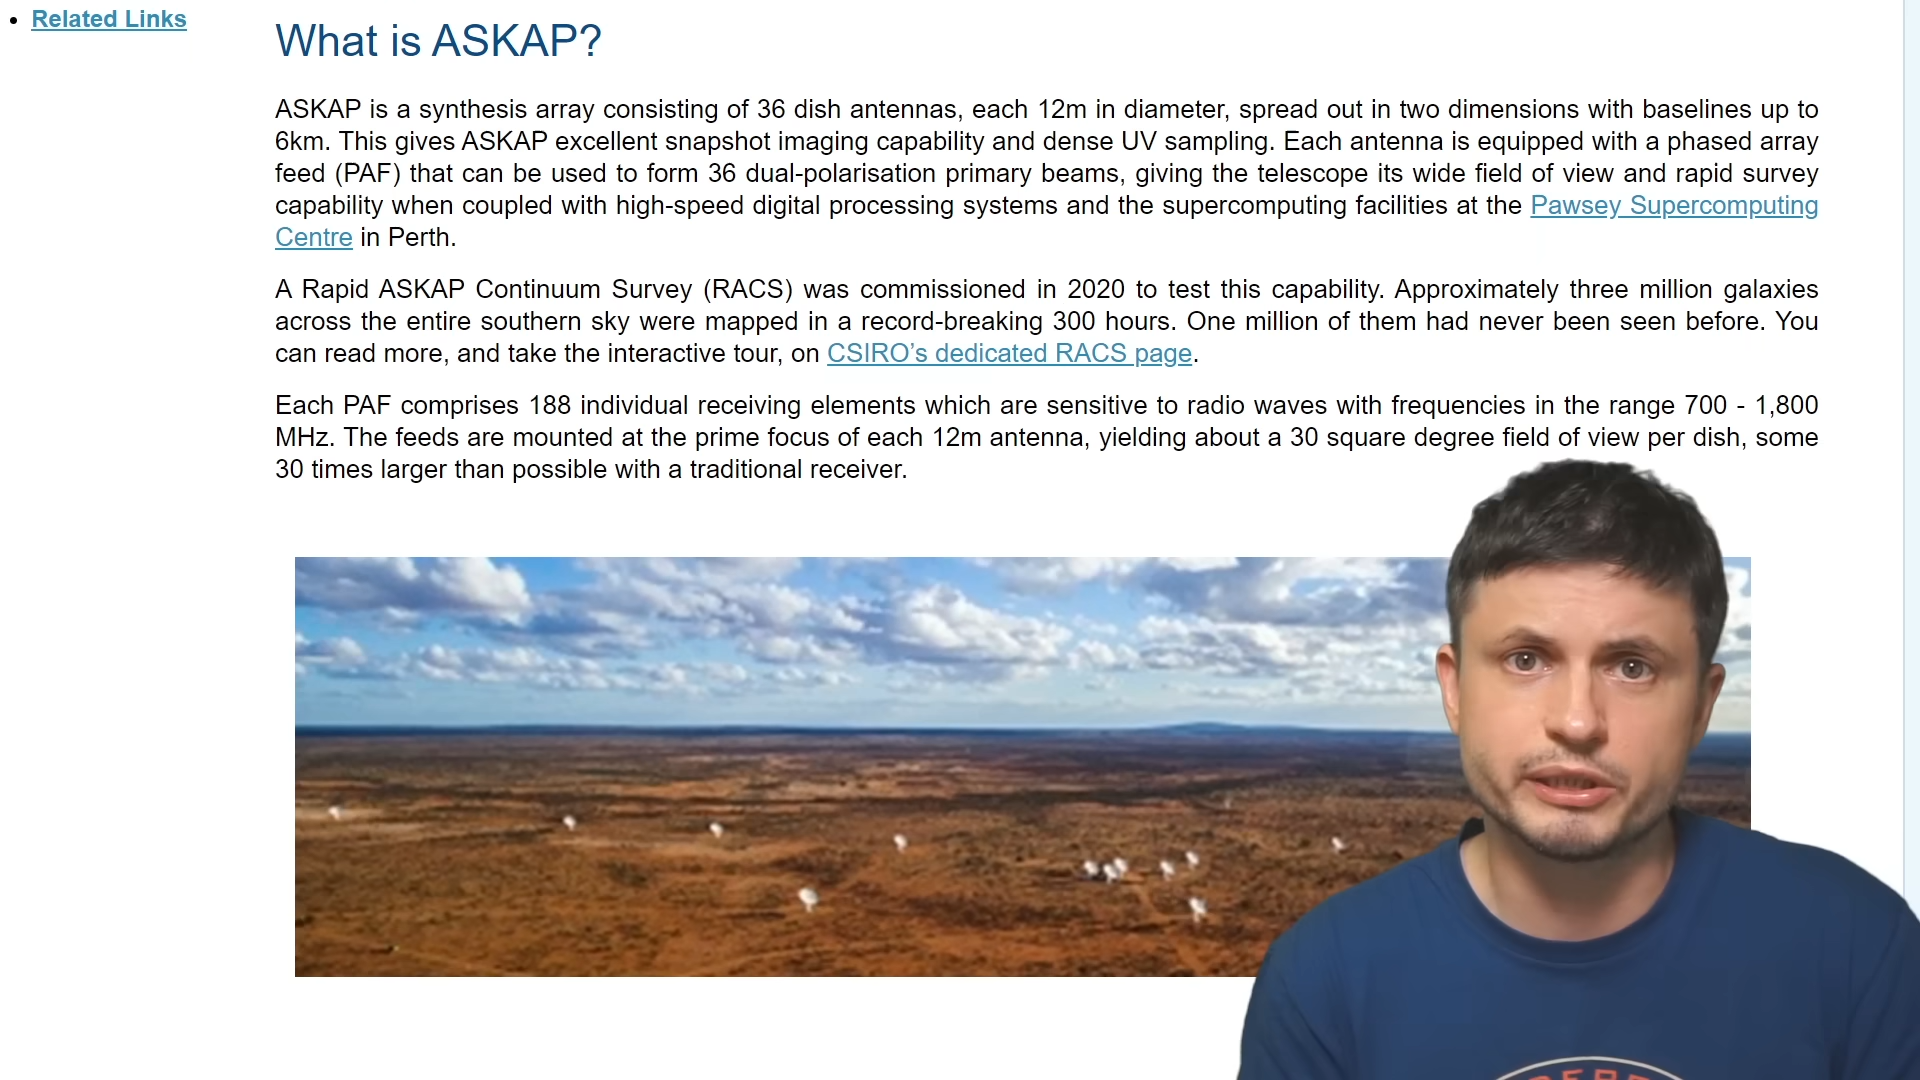 Related Links
What is ASKAP?
ASKAP is a synthesis array consisting of 36 dish antennas, each 12m in diameter, spread out in two dimensions with baselines up to
6km. This gives ASKAP excellent snapshot imaging capability and dense UV sampling. Each antenna is equipped with a phased array
feed (PAF) that can be used to form 36 dual-polarisation primary beams, giving the telescope its wide field of view and rapid survey
capability when coupled with high-speed digital processing systems and the supercomputing facilities at the Pawsey Supercomputing
Centre in Perth.
A Rapid ASKAP Continuum Survey (RACS) was commissioned in 2020 to test this capability. Approximately three million galaxies
across the entire southern sky were mapped in a record-breaking 300 hours. One million of them had never been seen before. You
can read more, and take the interactive tour, on CSIRO’s dedicated RACS page.
Each PAF comprises 188 individual receiving elements which are sensitive to radio waves with frequencies in the range 700 - 1,800
MHz. The feeds are mounted at the prime focus of each 12m antenna, yielding about a 30 square degree field of view per dish, some
30 times larger than possible with a traditional receiver.